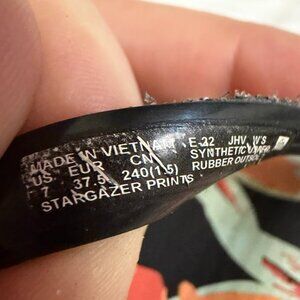 MADE IN VIETNAM E 22 JHV W'S
US EUR CN SYNTHETIC UPPER
7 37.5 240(1.5) RUBBER OUTSOLE
STARGAZER PRINTS